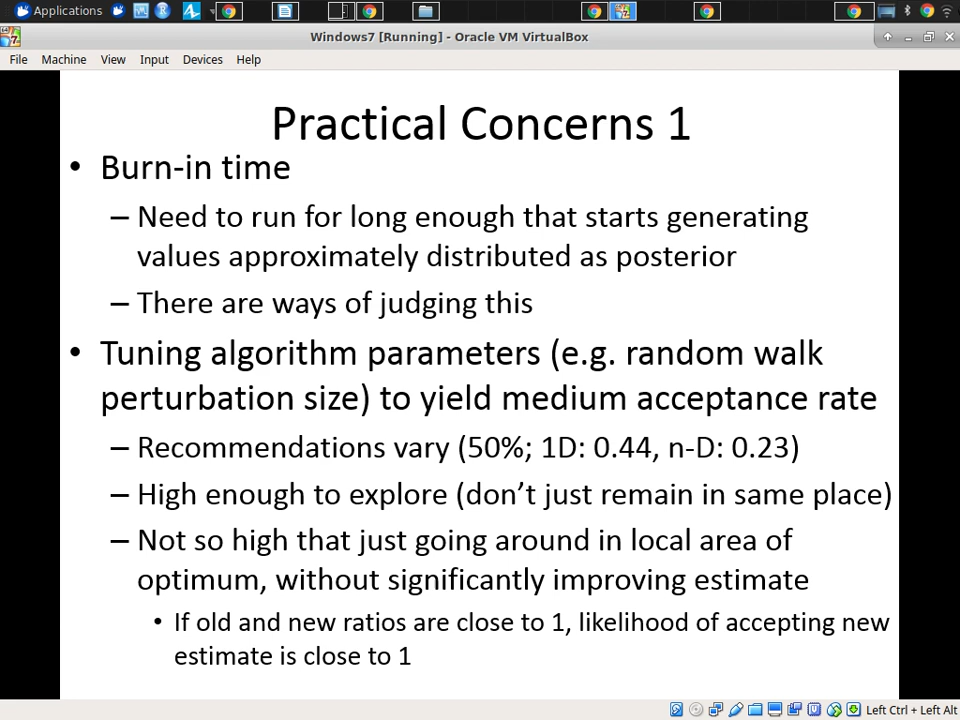 Applications
Windows7 [Running] - Oracle VM VirtualBox
File Machine View Input Devices Help
Practical Concerns 1
• Burn-in time
– Need to run for long enough that starts generating
values approximately distributed as posterior
– There are ways of judging this
• Tuning algorithm parameters (e.g. random walk
perturbation size) to yield medium acceptance rate
– Recommendations vary (50%; 1D: 0.44, n-D: 0.23)
– High enough to explore (don’t just remain in same place)
– Not so high that just going around in local area of
optimum, without significantly improving estimate
• If old and new ratios are close to 1, likelihood of accepting new
estimate is close to 1
Left Ctrl + Left Alt